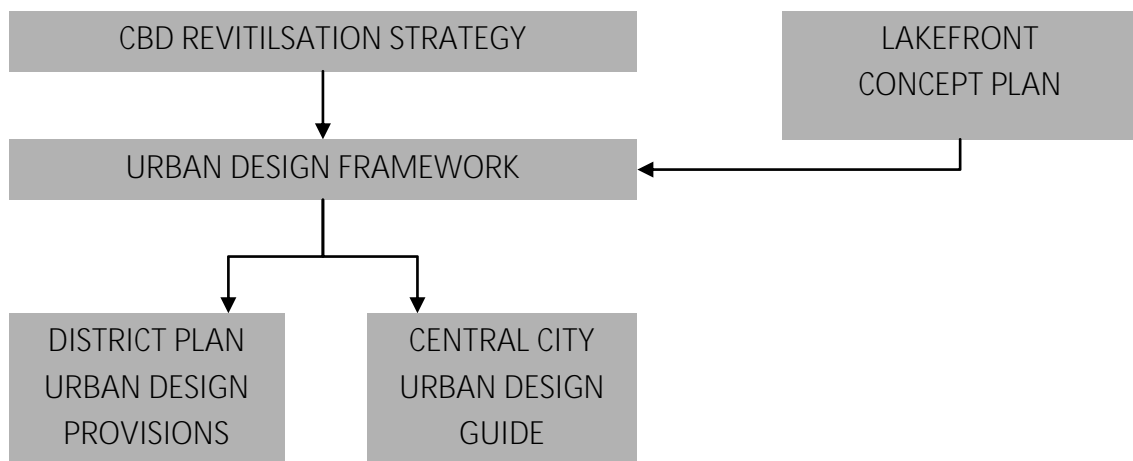 CBD REVITILSATION STRATEGY
LAKEFRONT
CONCEPT PLAN
URBAN DESIGN FRAMEWORK
DISTRICT PLAN
URBAN DESIGN
PROVISIONS
CENTRAL CITY
URBAN DESIGN
GUIDE